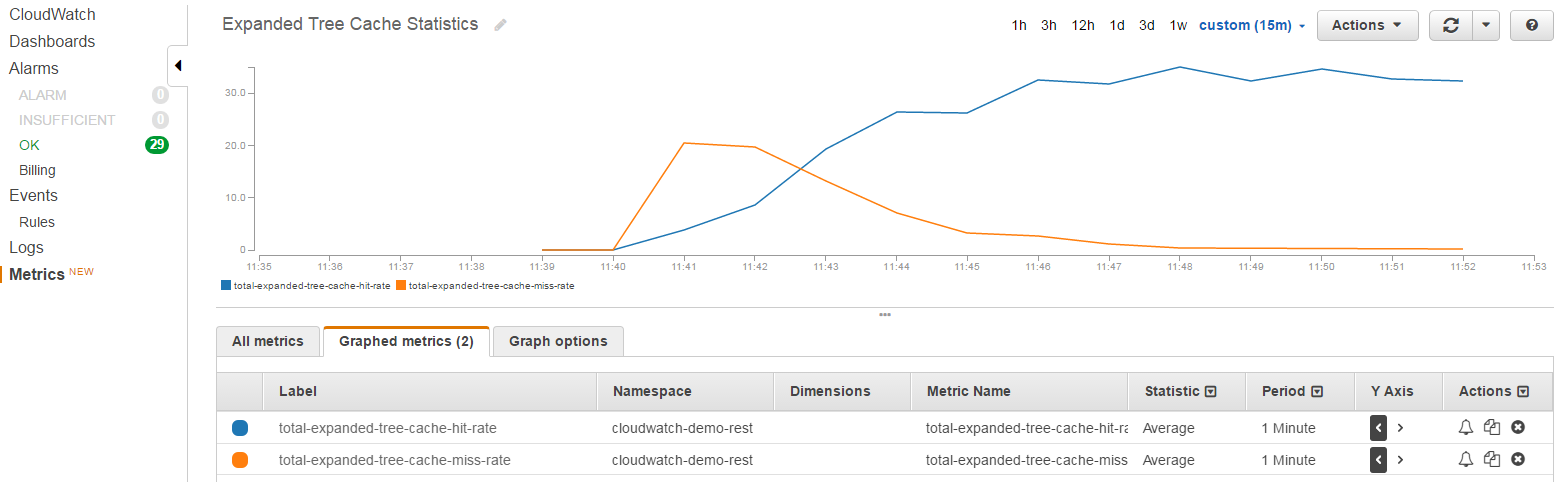 CloudWatch
Dashboards
Alarms
ALARM 0
INSUFFICIENT 0
OK 29
Billing
Events
Rules
Logs
Metrics NEW
Expanded Tree Cache Statistics
1h 3h 12h 1d 3d 1w custom (15m) Actions
30.0
20.0
10.0
0
11:35 11:36 11:37 11:38 11:39 11:40 11:41 11:42 11:43 11:44 11:45 11:46 11:47 11:48 11:49 11:50 11:51 11:52 11:53
total-expanded-tree-cache-hit-rate total-expanded-tree-cache-miss-rate
All metrics Graphed metrics (2) Graph options
Label Namespace Dimensions Metric Name Statistic Period Y Axis Actions
total-expanded-tree-cache-hit-rate cloudwatch-demo-rest total-expanded-tree-cache-hit-ra Average 1 Minute
total-expanded-tree-cache-miss-rate cloudwatch-demo-rest total-expanded-tree-cache-miss Average 1 Minute